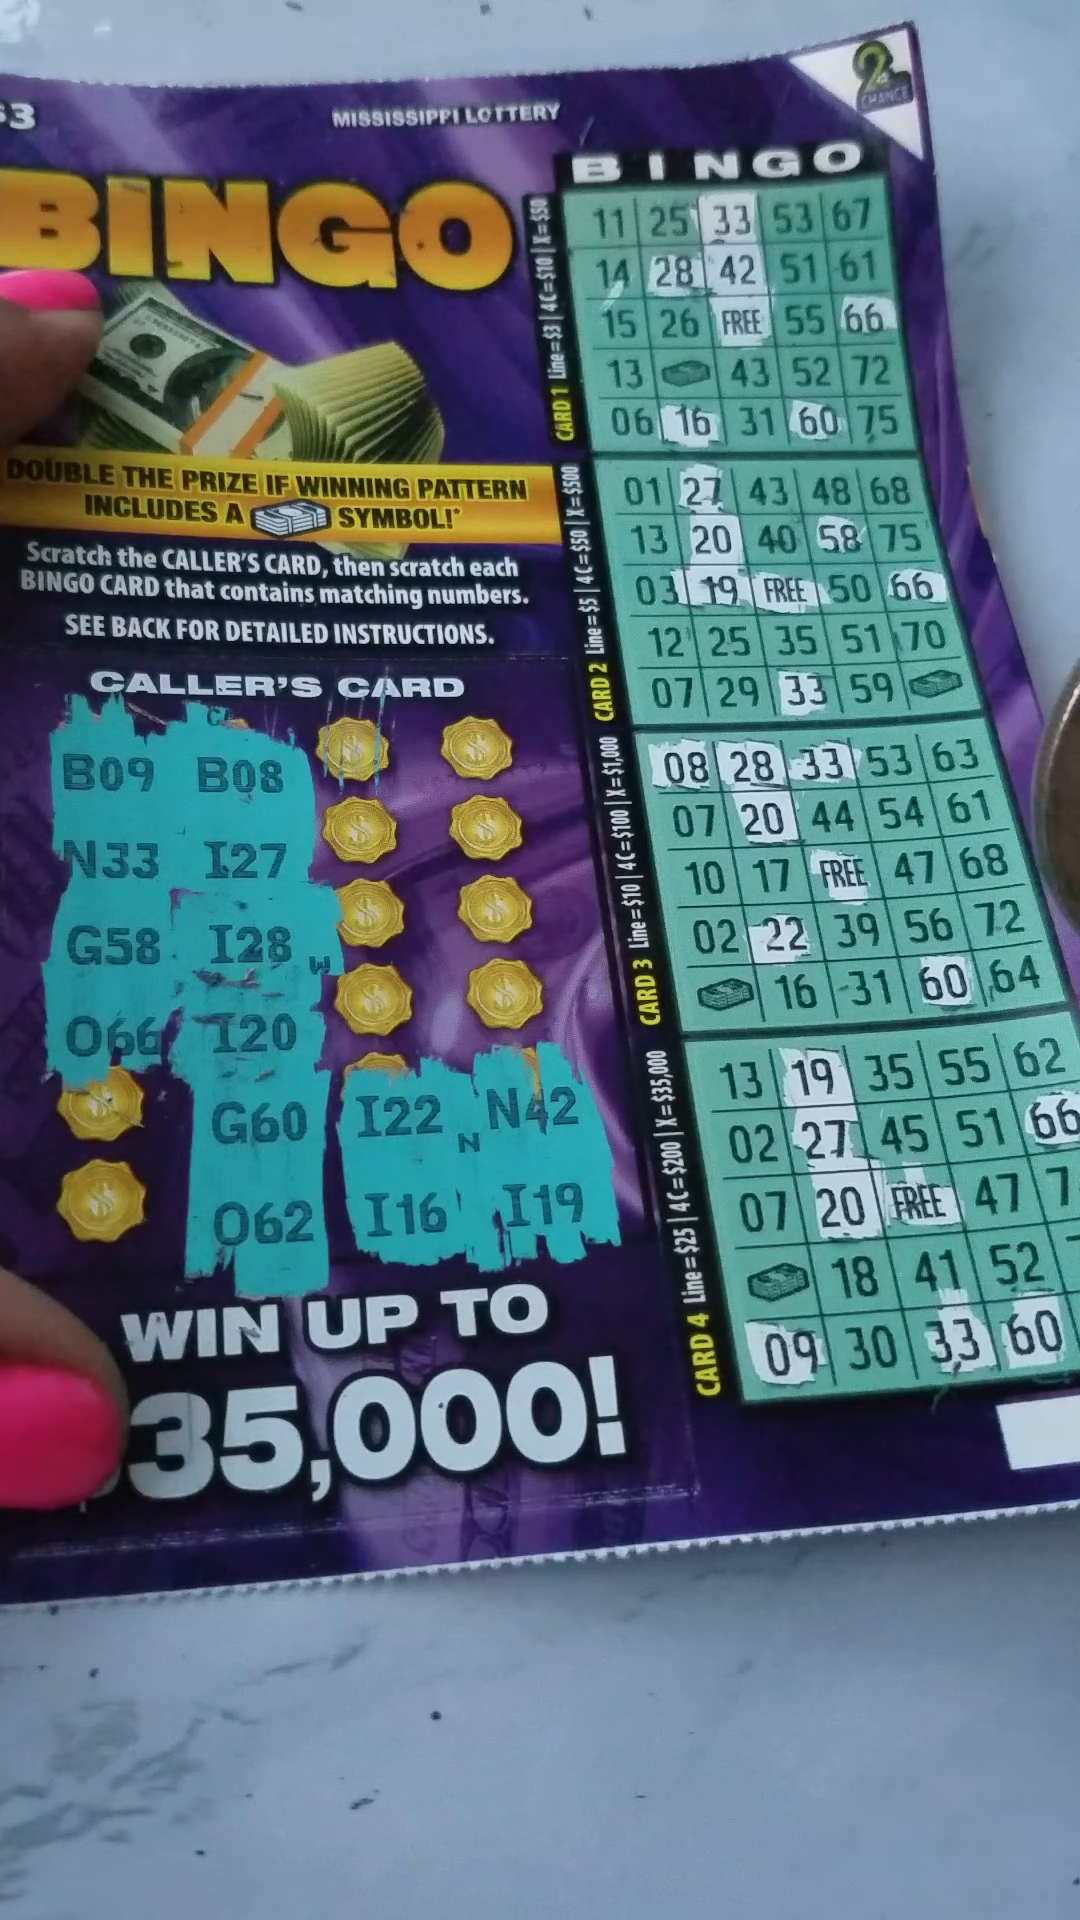 $3
MISSISSIPPI LOTTERY
2nd
CHANCE
BINGO
DOUBLE THE PRIZE IF WINNING PATTERN
INCLUDES A SYMBOL!*
Scratch the CALLER'S CARD, then scratch each
BINGO CARD that contains matching numbers.
SEE BACK FOR DETAILED INSTRUCTIONS.
CALLER'S CARD
B09 B08
N33 I27
G58 I28 W
O66 I20
G60 I22 N N42
O62 I16 I19
WIN UP TO
$35,000!
B I N G O
CARD 1 Line=$3 | 4C=$10 | X=$50
11 25 33 53 67
14 28 42 51 61
15 26 FREE 55 66
13 43 52 72
06 16 31 60 75
CARD 2 Line=$5 | 4C=$50 | X=$500
01 27 43 48 68
13 20 40 58 75
03 19 FREE 50 66
12 25 35 51 70
07 29 33 59
CARD 3 Line=$10 | 4C=$100 | X=$1,000
08 28 33 53 63
07 20 44 54 61
10 17 FREE 47 68
02 22 39 56 72
16 31 60 64
CARD 4 Line=$25 | 4C=$200 | X=$35,000
13 19 35 55 62
02 27 45 51 66
07 20 FREE 47 7
18 41 52
09 30 33 60